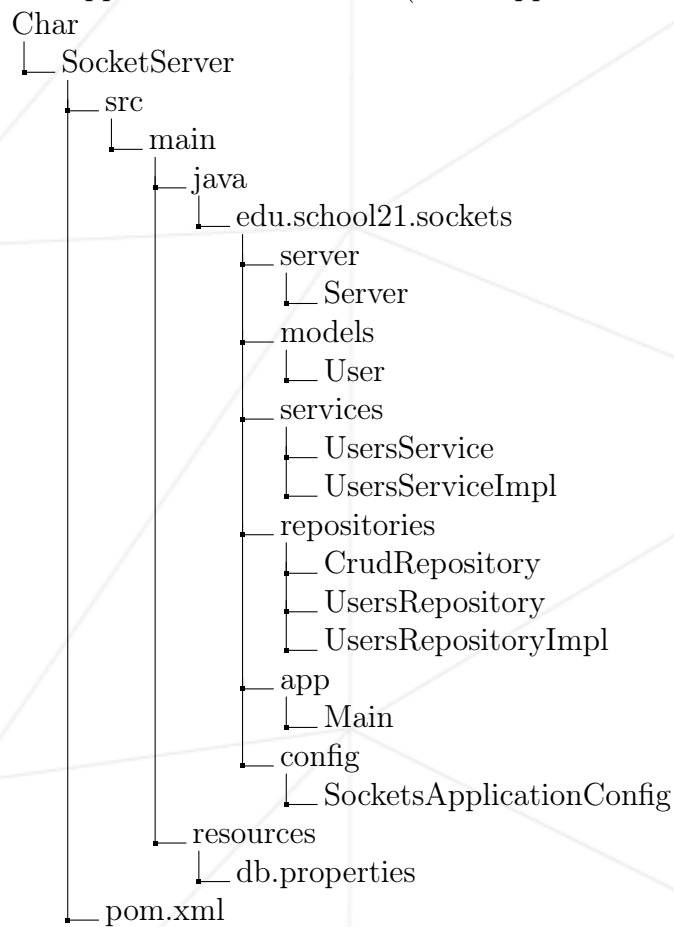 Char
SocketServer
src
main
java
edu.school21.sockets
server
Server
models
User
services
UsersService
UsersServiceImpl
repositories
CrudRepository
UsersRepository
UsersRepositoryImpl
app
Main
config
SocketsApplicationConfig
resources
db.properties
pom.xml